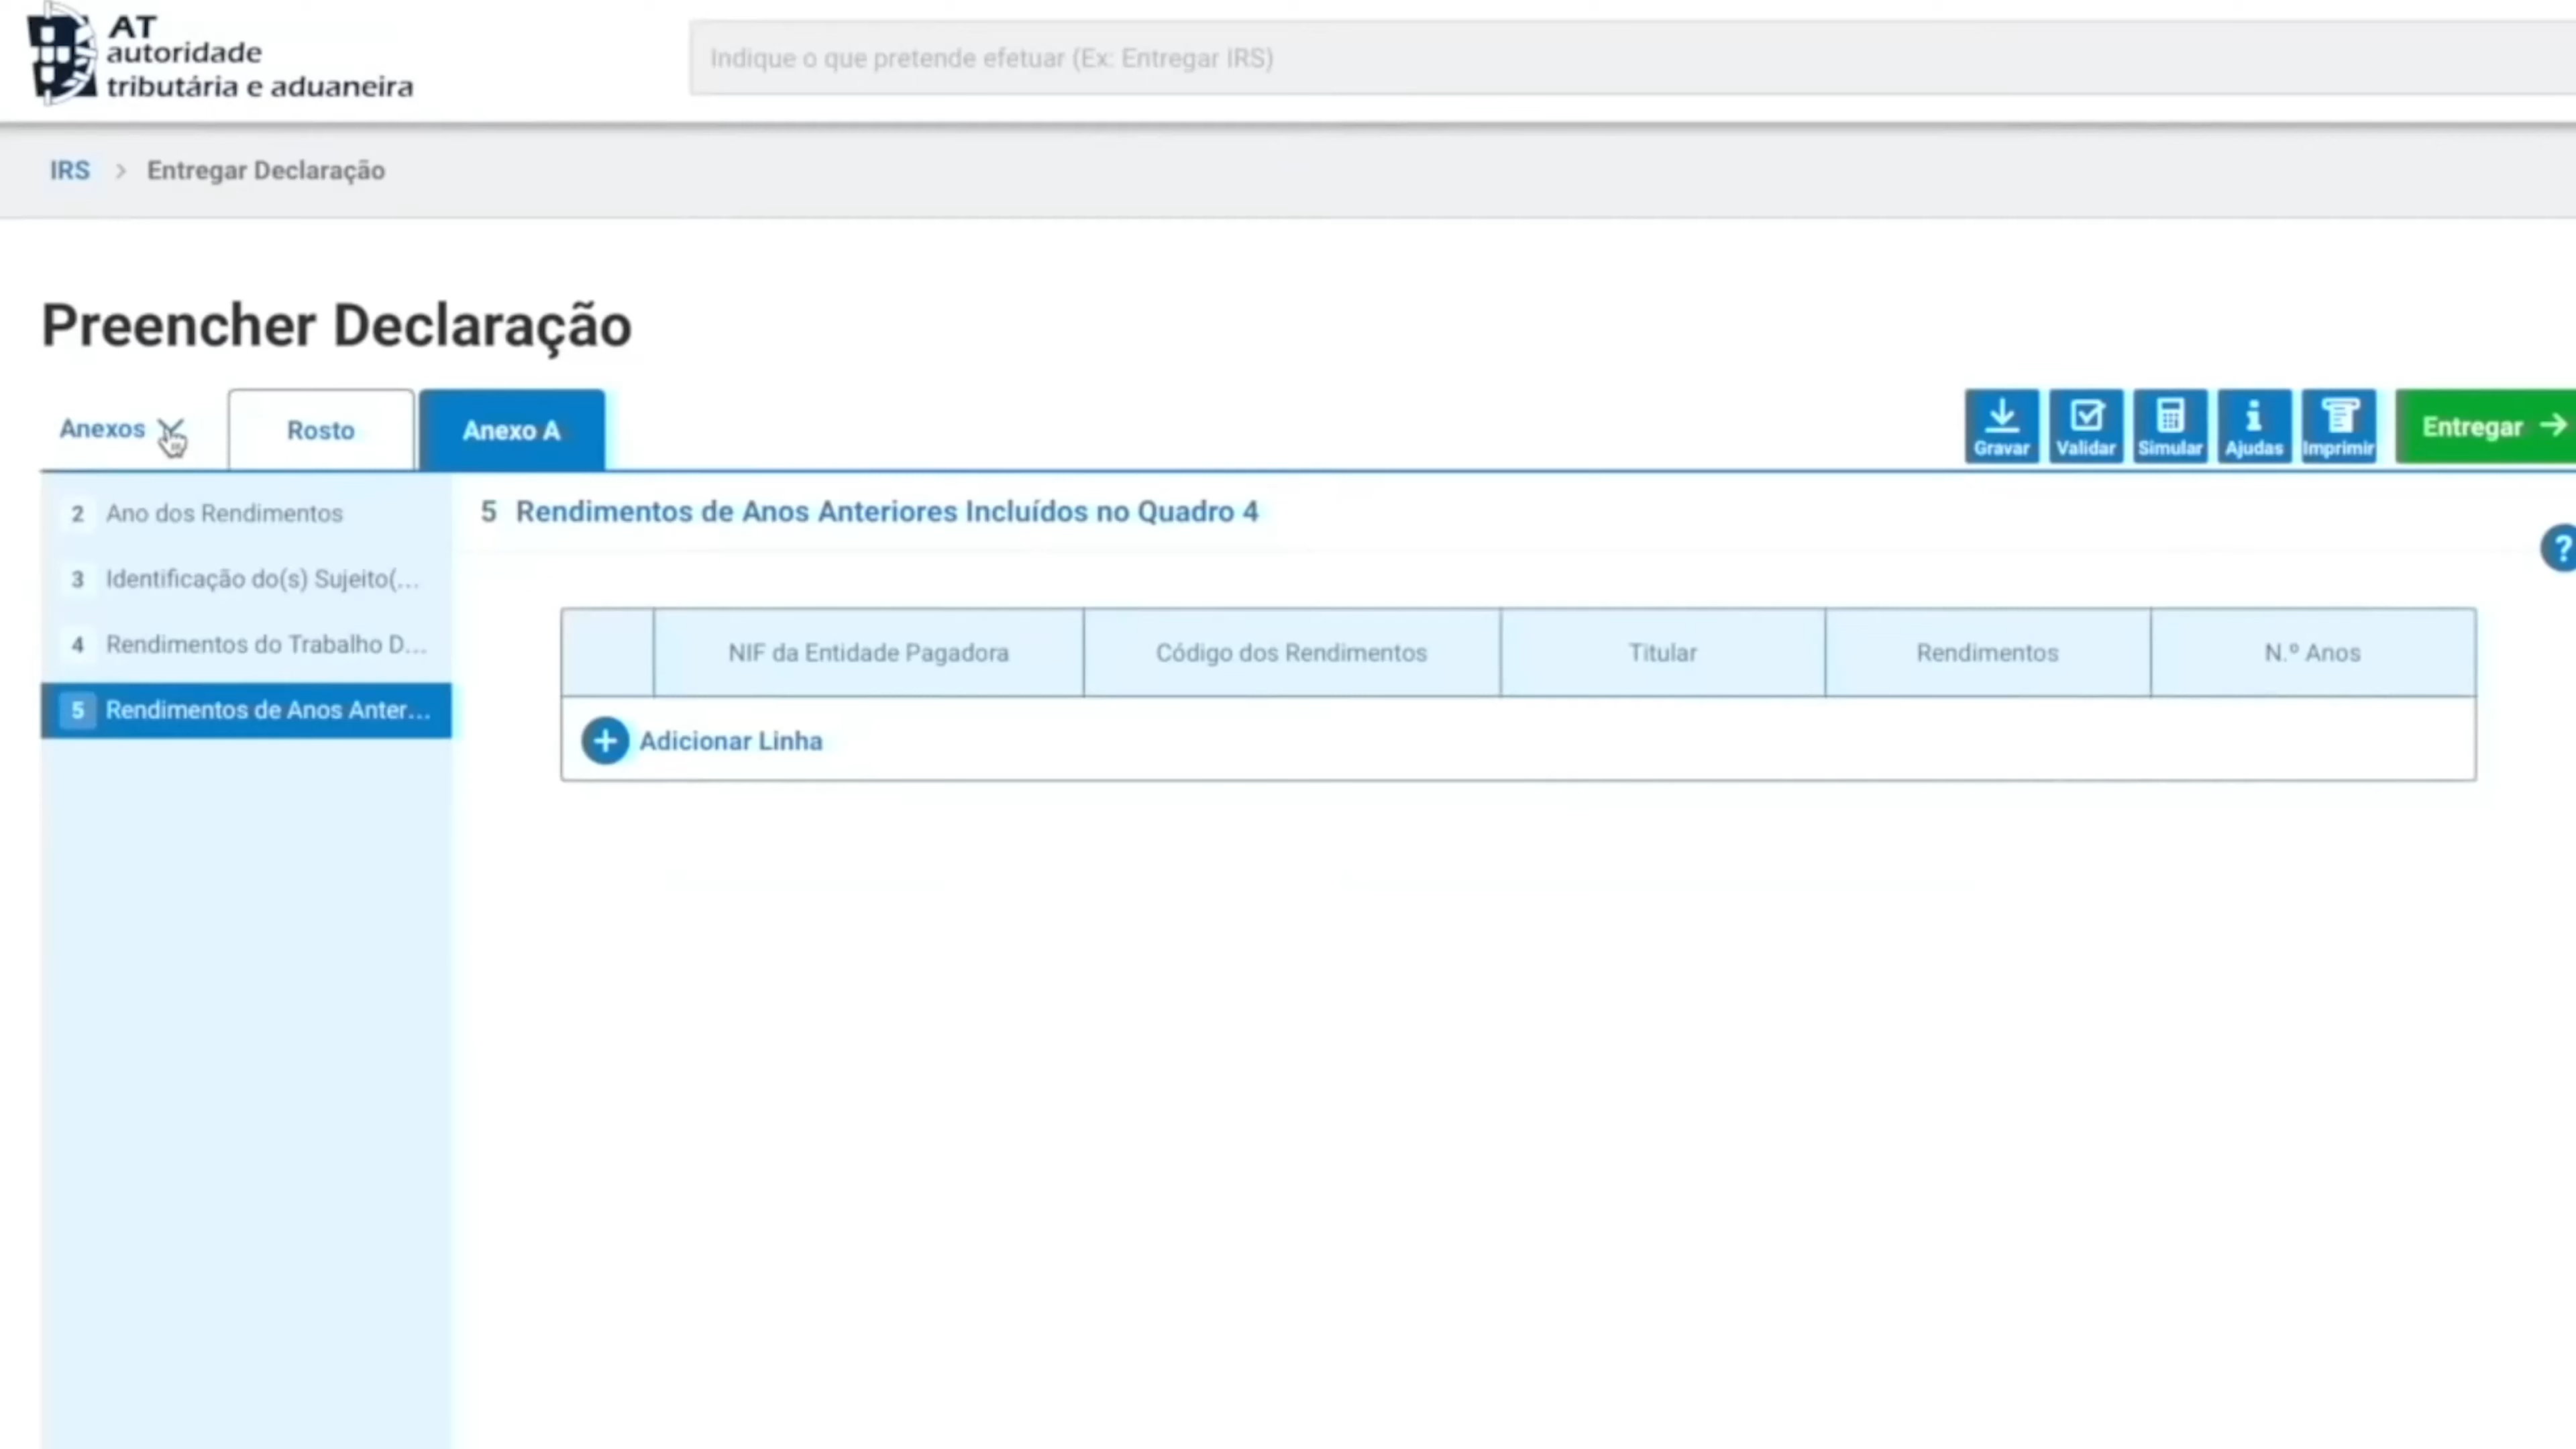 AT
autoridade
tributária e aduaneira
Indique o que pretende efetuar (Ex: Entregar IRS)
IRS > Entregar Declaração
Preencher Declaração
Anexos
Rosto
Anexo A
Gravar
Validar
Simular
Ajudas
Imprimir
Entregar →
2 Ano dos Rendimentos
3 Identificação do(s) Sujeito(...
4 Rendimentos do Trabalho D...
5 Rendimentos de Anos Anter...
5 Rendimentos de Anos Anteriores Incluídos no Quadro 4
?
NIF da Entidade Pagadora
Código dos Rendimentos
Titular
Rendimentos
N.º Anos
+ Adicionar Linha